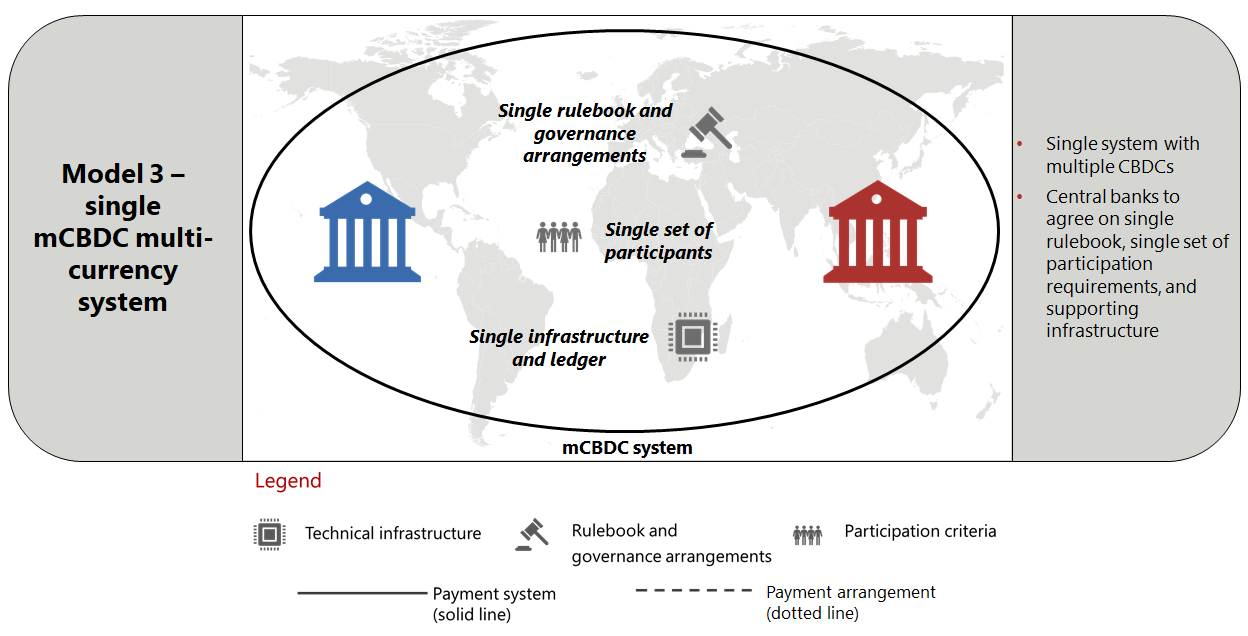 Model 3 –
single
mCBDC multi-
currency
system
Single rulebook and
governance
arrangements
Single set of
participants
Single infrastructure
and ledger
mCBDC system
• Single system with
multiple CBDCs
• Central banks to
agree on single
rulebook, single set of
participation
requirements, and
supporting
infrastructure
Legend
Technical infrastructure
Rulebook and
governance arrangements
Participation criteria
Payment system
(solid line)
Payment arrangement
(dotted line)